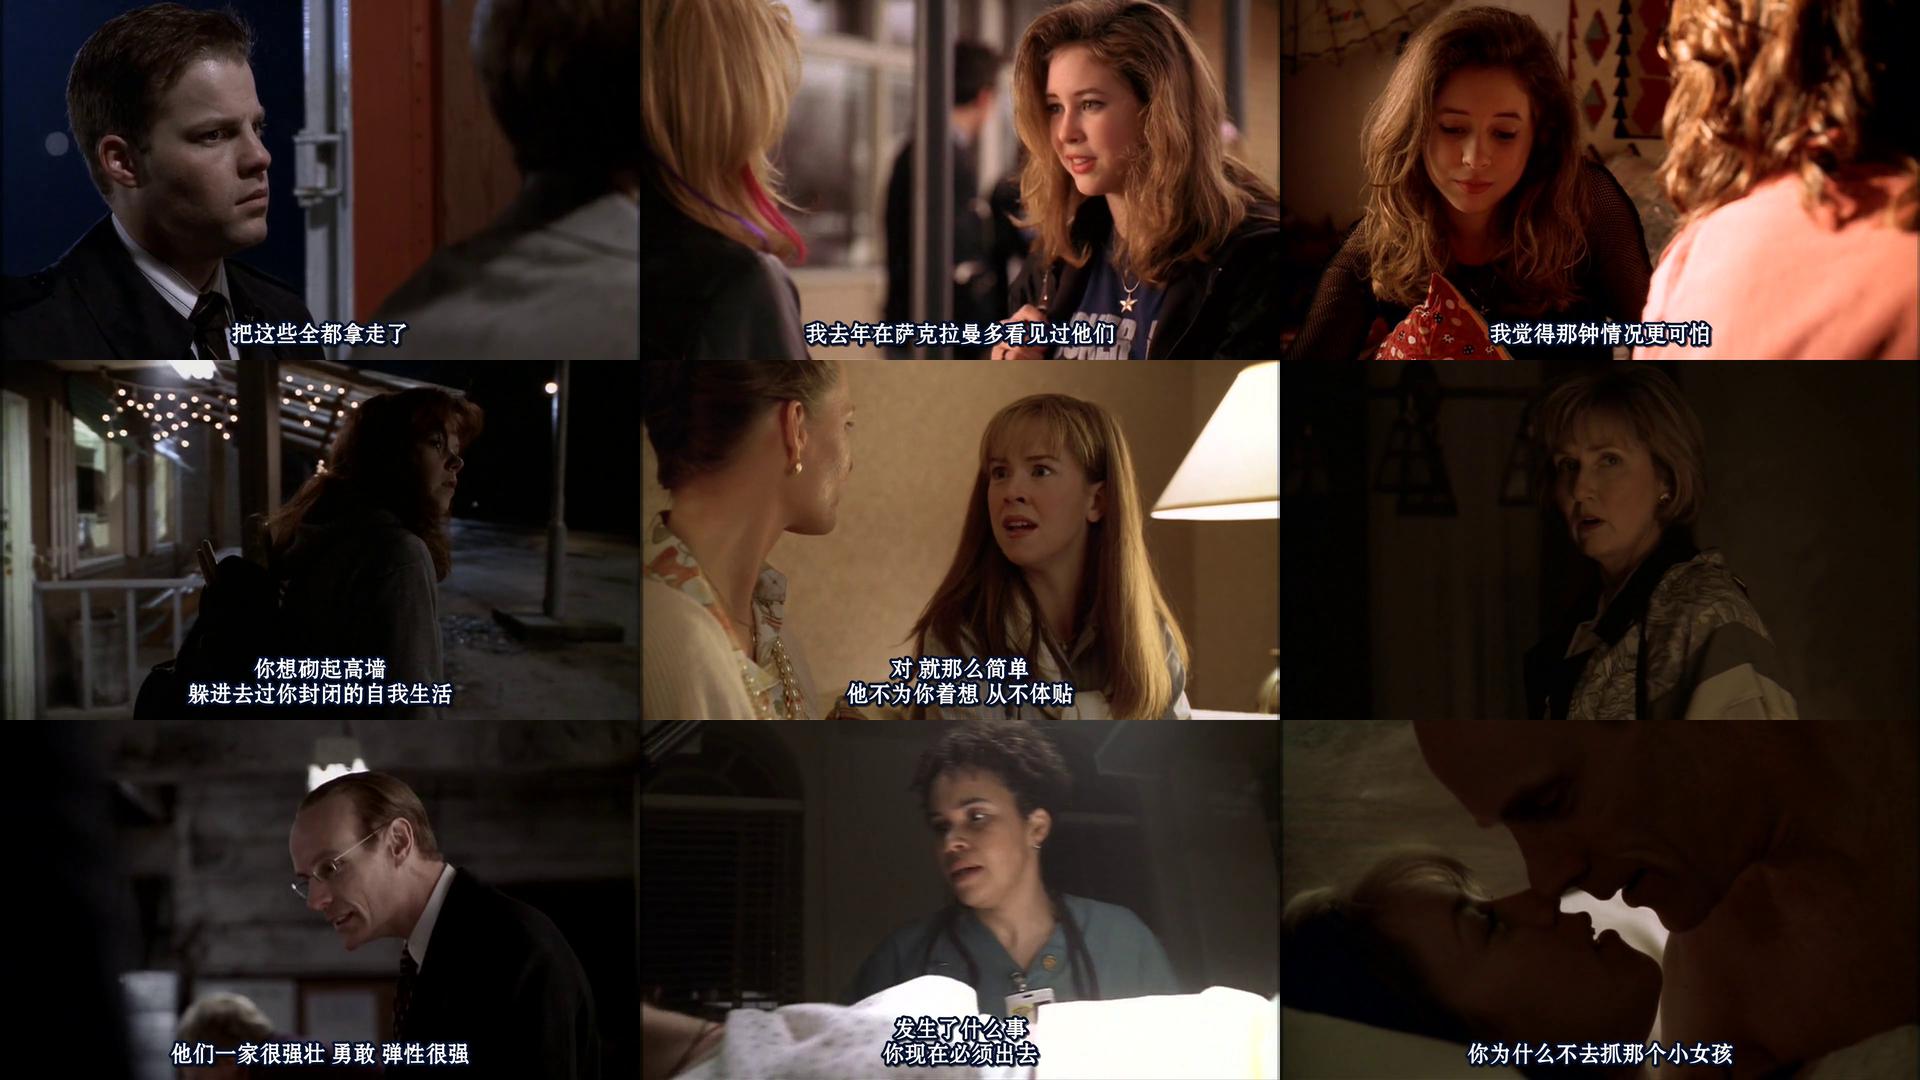 把这些全都拿走了
我去年在萨克拉曼多看见过他们
我觉得那钟情况更可怕
你想砌起高墙
躲进去过你封闭的自我生活
对 就那么简单
他不为你着想 从不体贴
他们一家很强壮 勇敢 弹性很强
发生了什么事
你现在必须出去
你为什么不去抓那个小女孩